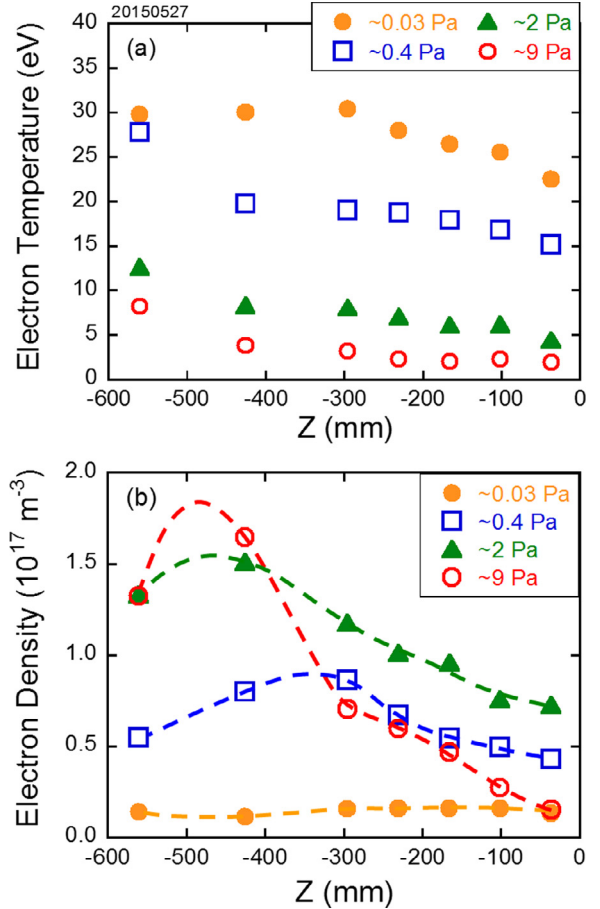 20150527
(a)
~0.03 Pa
~2 Pa
~0.4 Pa
~9 Pa
Electron Temperature (eV)
40
35
30
25
20
15
10
5
0
-600
-500
-400
-300
-200
-100
0
Z (mm)
(b)
~0.03 Pa
~0.4 Pa
~2 Pa
~9 Pa
Electron Density (10¹⁷ m⁻³)
2.0
1.5
1.0
0.5
0.0
-600
-500
-400
-300
-200
-100
0
Z (mm)